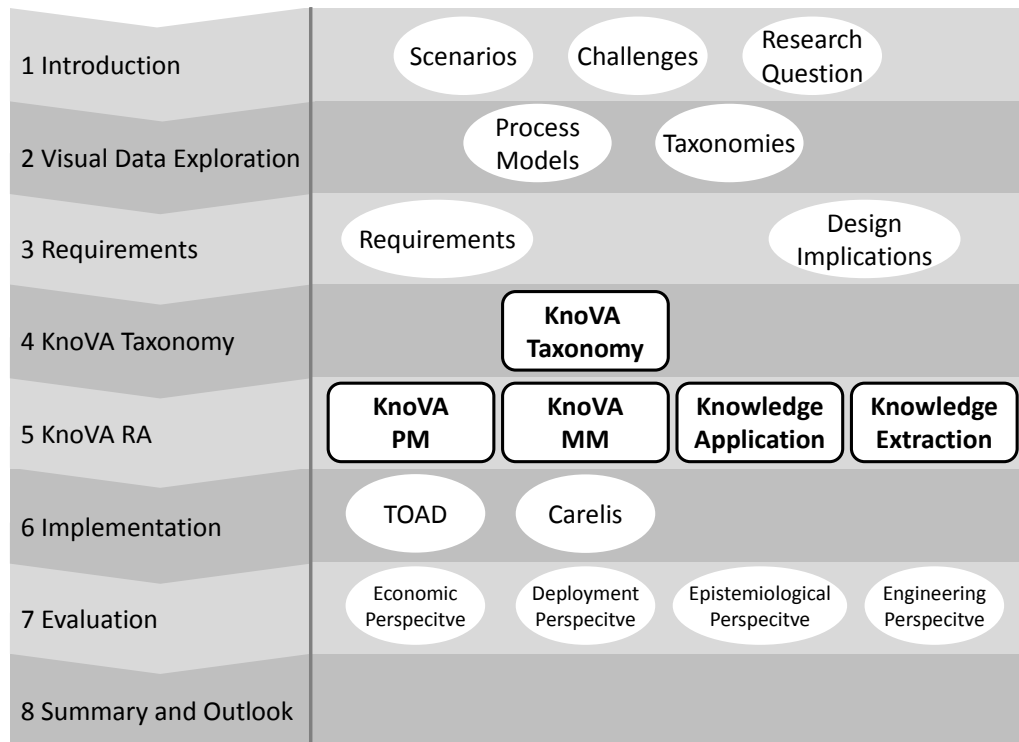 1 Introduction
Scenarios
Challenges
Research
Question
2 Visual Data Exploration
Process
Models
Taxonomies
3 Requirements
Requirements
Design
Implications
4 KnoVA Taxonomy
KnoVA
Taxonomy
5 KnoVA RA
KnoVA
PM
KnoVA
MM
Knowledge
Application
Knowledge
Extraction
6 Implementation
TOAD
Carelis
7 Evaluation
Economic
Perspecitve
Deployment
Perspecitve
Epistemiological
Perspecitve
Engineering
Perspecitve
8 Summary and Outlook